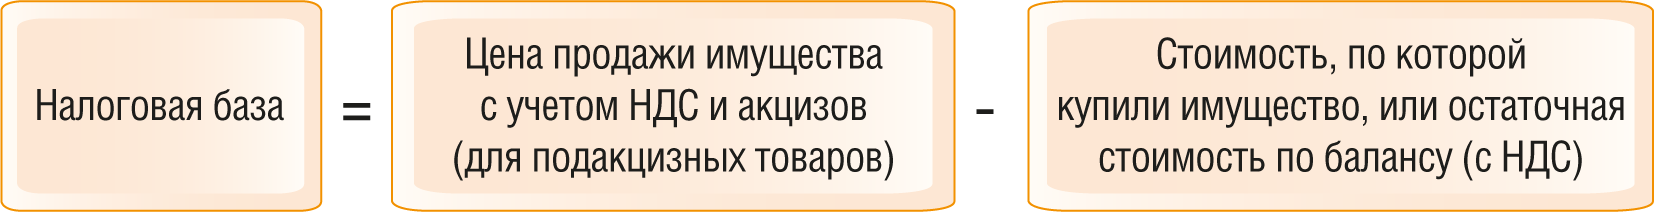 Налоговая база
=
Цена продажи имущества
с учетом НДС и акцизов
(для подакцизных товаров)
-
Стоимость, по которой
купили имущество, или остаточная
стоимость по балансу (с НДС)